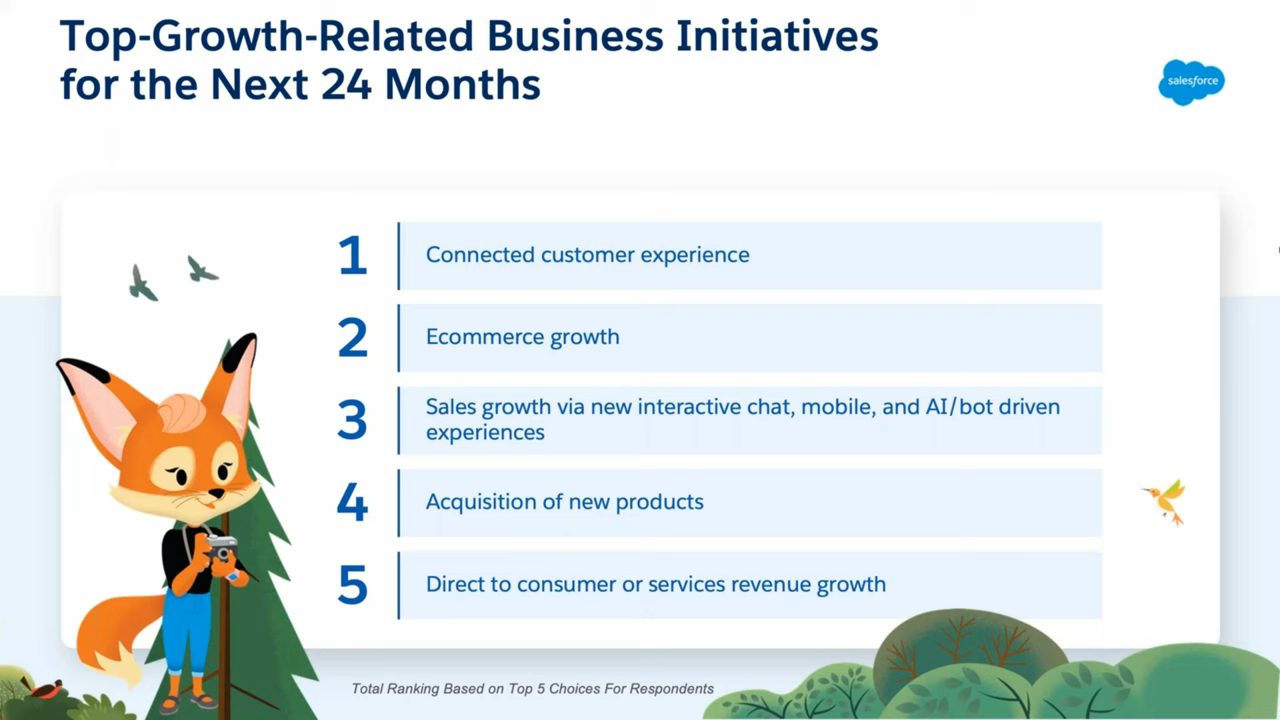 Top-Growth-Related Business Initiatives
for the Next 24 Months
salesforce
1
Connected customer experience
2
Ecommerce growth
3
Sales growth via new interactive chat, mobile, and AI/bot driven
experiences
4
Acquisition of new products
5
Direct to consumer or services revenue growth
Total Ranking Based on Top 5 Choices For Respondents